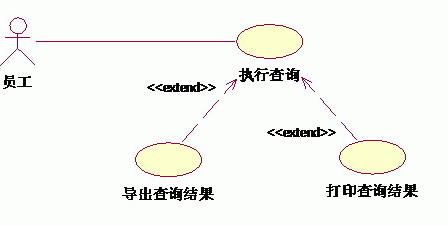 执行查询
员工
<<extend>>
<<extend>>
导出查询结果
打印查询结果